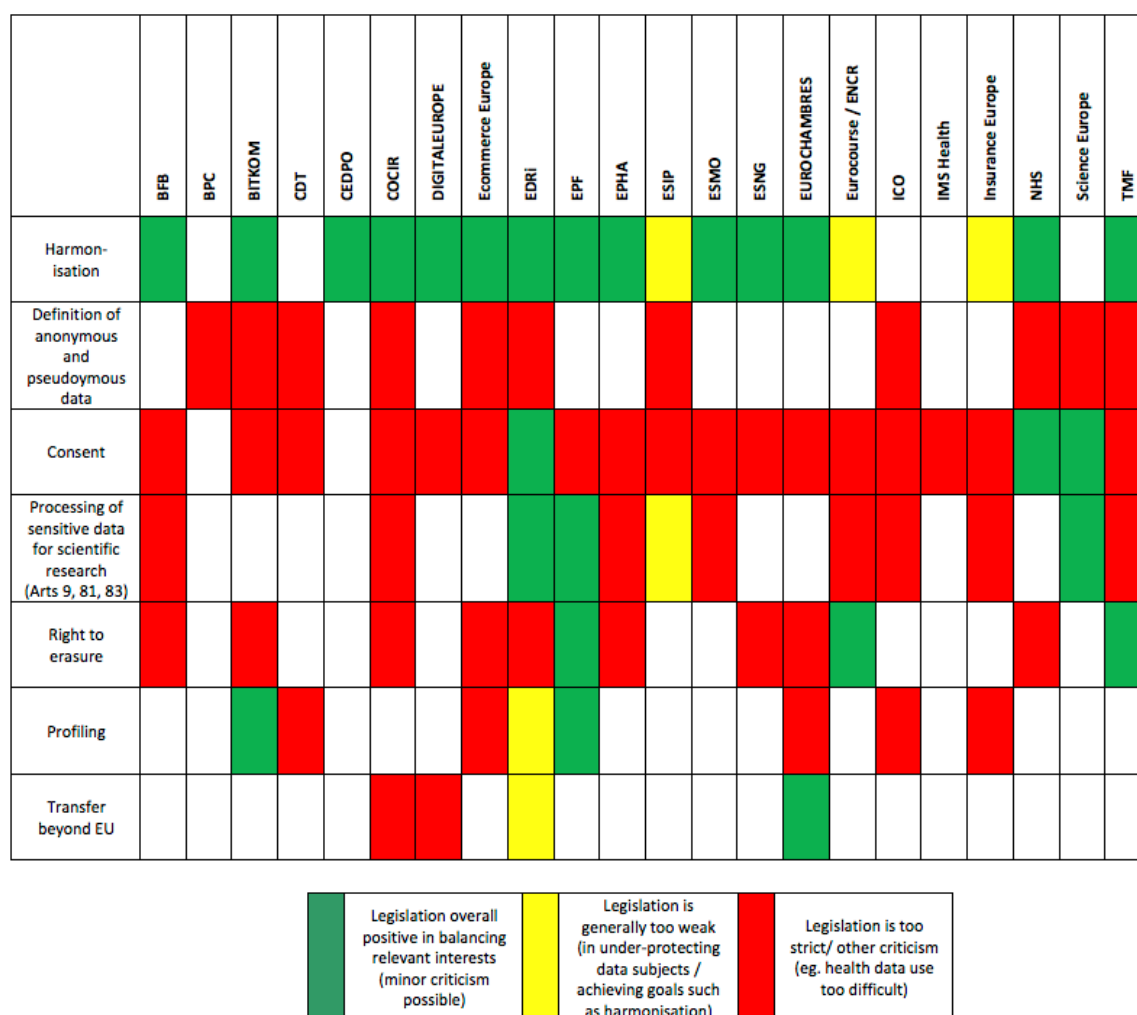 BFB
BPC
BITKOM
CDT
CEDPO
COCIR
DIGITALEUROPE
Ecommerce Europe
EDRi
EPF
EPHA
ESIP
ESMO
ESNG
EUROCHAMBRES
Eurocourse / ENCR
ICO
IMS Health
Insurance Europe
NHS
Science Europe
TMF
Harmon-
isation
Definition of
anonymous
and
pseudoymous
data
Consent
Processing of
sensitive data
for scientific
research
(Arts 9, 81, 83)
Right to
erasure
Profiling
Transfer
beyond EU
Legislation overall
positive in balancing
relevant interests
(minor criticism
possible)
Legislation is
generally too weak
(in under-protecting
data subjects /
achieving goals such
as harmonisation)
Legislation is too
strict/ other criticism
(eg. health data use
too difficult)